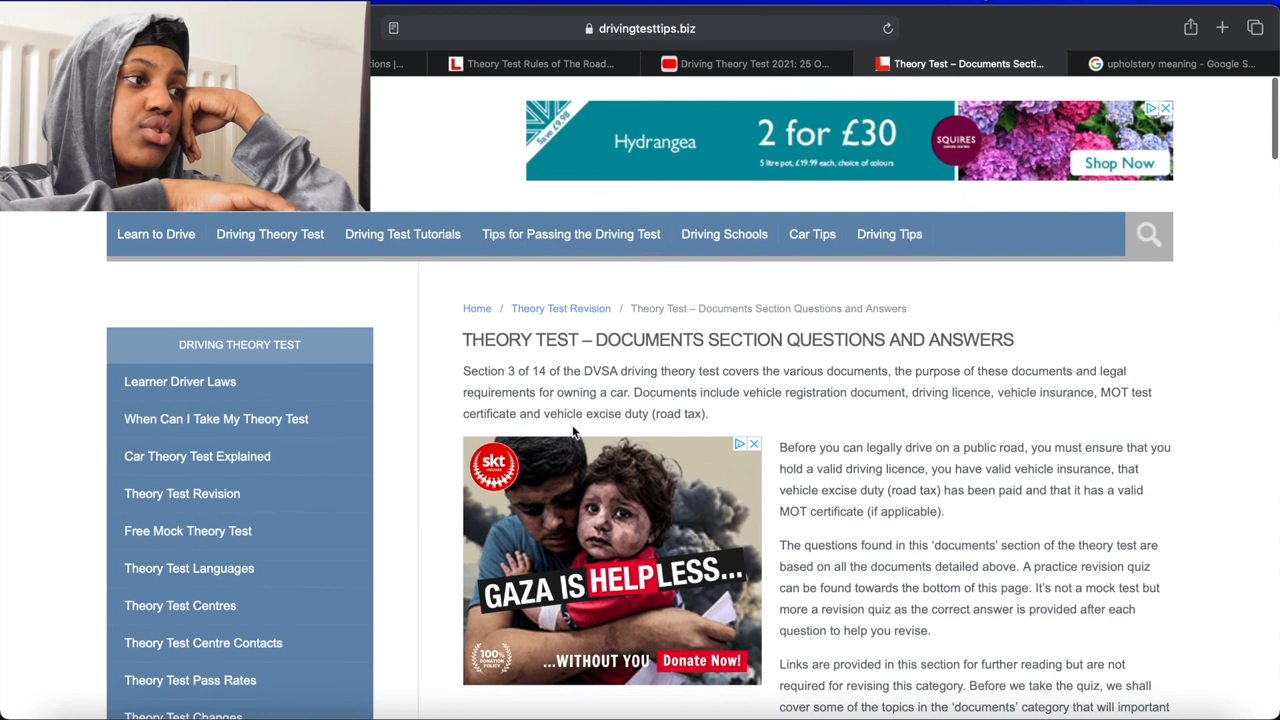 drivingtesttips.biz
ions |...
Theory Test Rules of The Road...
Driving Theory Test 2021: 25 O...
Theory Test – Documents Secti...
upholstery meaning - Google S...
Save £9.98
Hydrangea
2 for £30
5 litre pot, £19.99 each, choice of colours
SQUIRES
Shop Now
Learn to Drive
Driving Theory Test
Driving Test Tutorials
Tips for Passing the Driving Test
Driving Schools
Car Tips
Driving Tips
Home / Theory Test Revision / Theory Test – Documents Section Questions and Answers
THEORY TEST – DOCUMENTS SECTION QUESTIONS AND ANSWERS
Section 3 of 14 of the DVSA driving theory test covers the various documents, the purpose of these documents and legal
requirements for owning a car. Documents include vehicle registration document, driving licence, vehicle insurance, MOT test
certificate and vehicle excise duty (road tax).
DRIVING THEORY TEST
Learner Driver Laws
When Can I Take My Theory Test
Car Theory Test Explained
Theory Test Revision
Free Mock Theory Test
Theory Test Languages
Theory Test Centres
Theory Test Centre Contacts
Theory Test Pass Rates
Theory Test Changes
skt
WELFARE
GAZA IS HELPLESS...
100%
DONATION
POLICY
...WITHOUT YOU
Donate Now!
Before you can legally drive on a public road, you must ensure that you
hold a valid driving licence, you have valid vehicle insurance, that
vehicle excise duty (road tax) has been paid and that it has a valid
MOT certificate (if applicable).
The questions found in this ‘documents’ section of the theory test are
based on all the documents detailed above. A practice revision quiz
can be found towards the bottom of this page. It’s not a mock test but
more a revision quiz as the correct answer is provided after each
question to help you revise.
Links are provided in this section for further reading but are not
required for revising this category. Before we take the quiz, we shall
cover some of the topics in the ‘documents’ category that will important